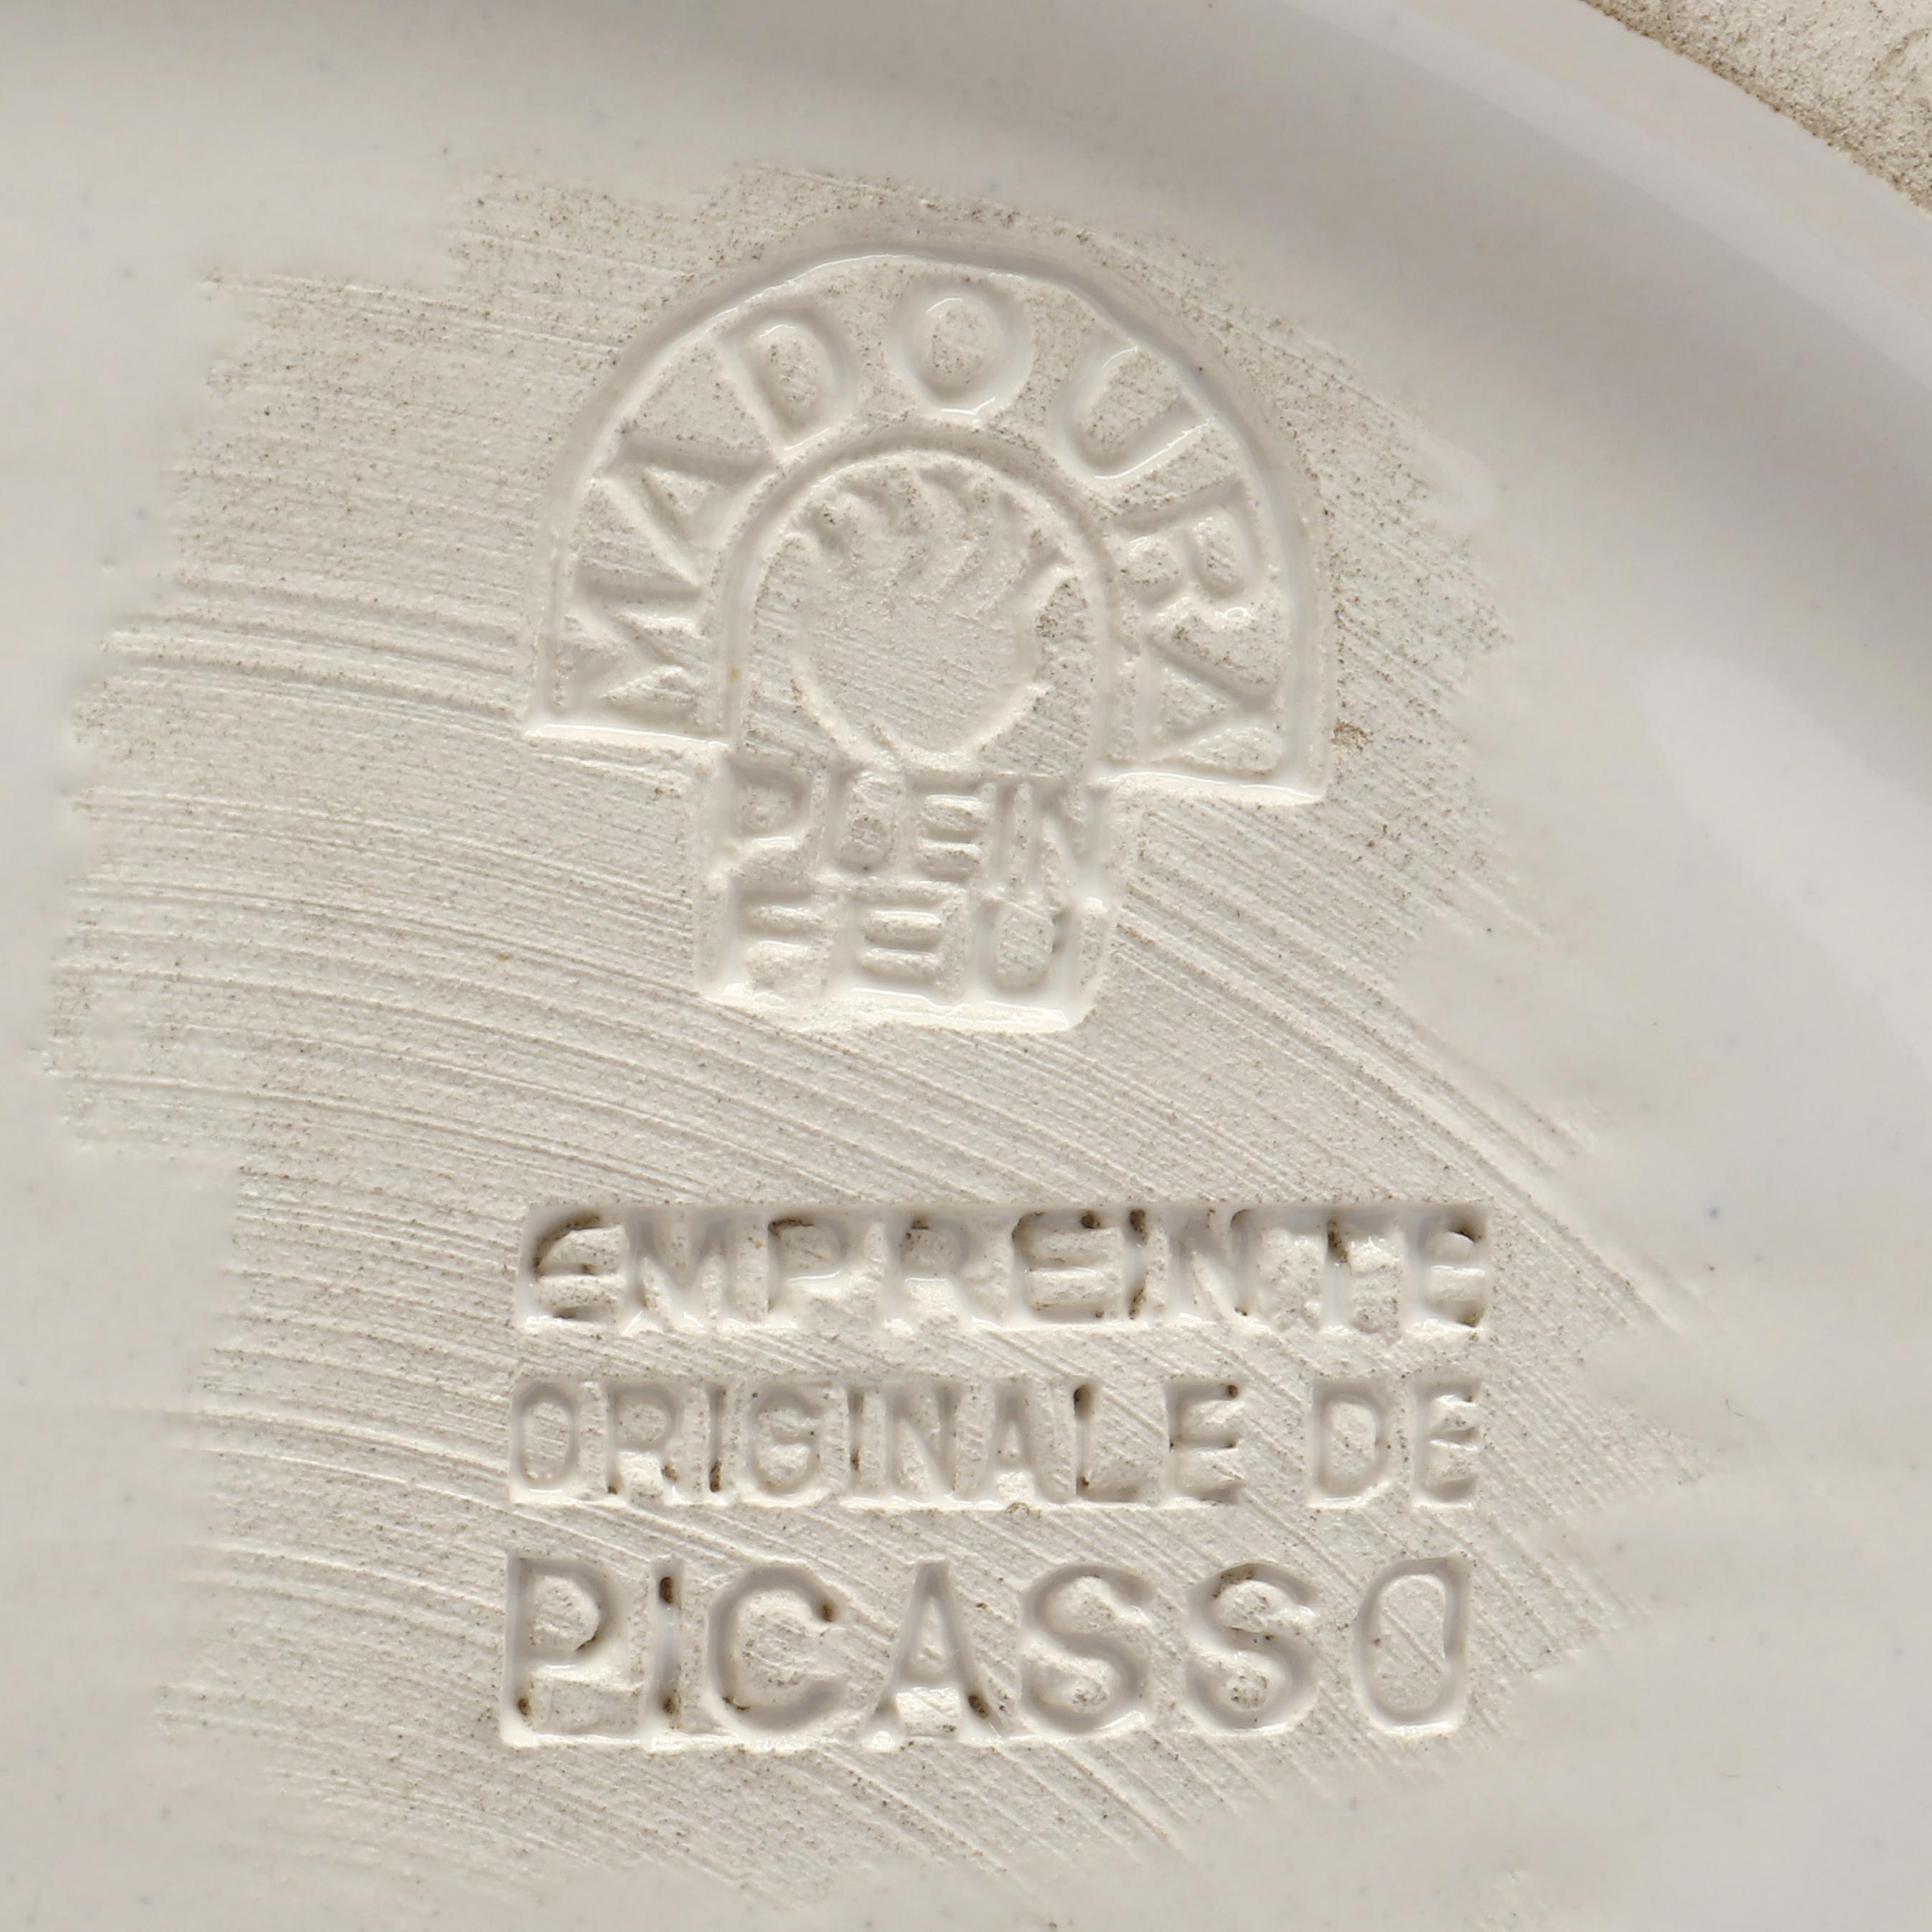 MADOURA
PLEIN
FEU
EMPREINTE
ORIGINALE DE
PICASSO